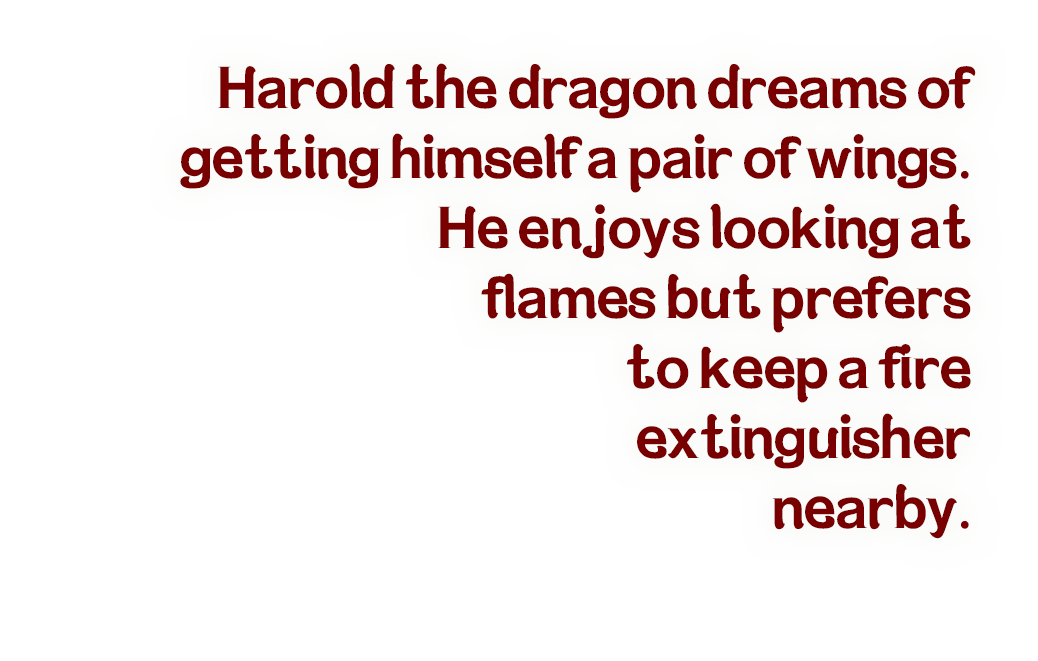 Harold the dragon dreams of
getting himself a pair of wings.
He enjoys looking at
flames but prefers
to keep a fire
extinguisher
nearby.